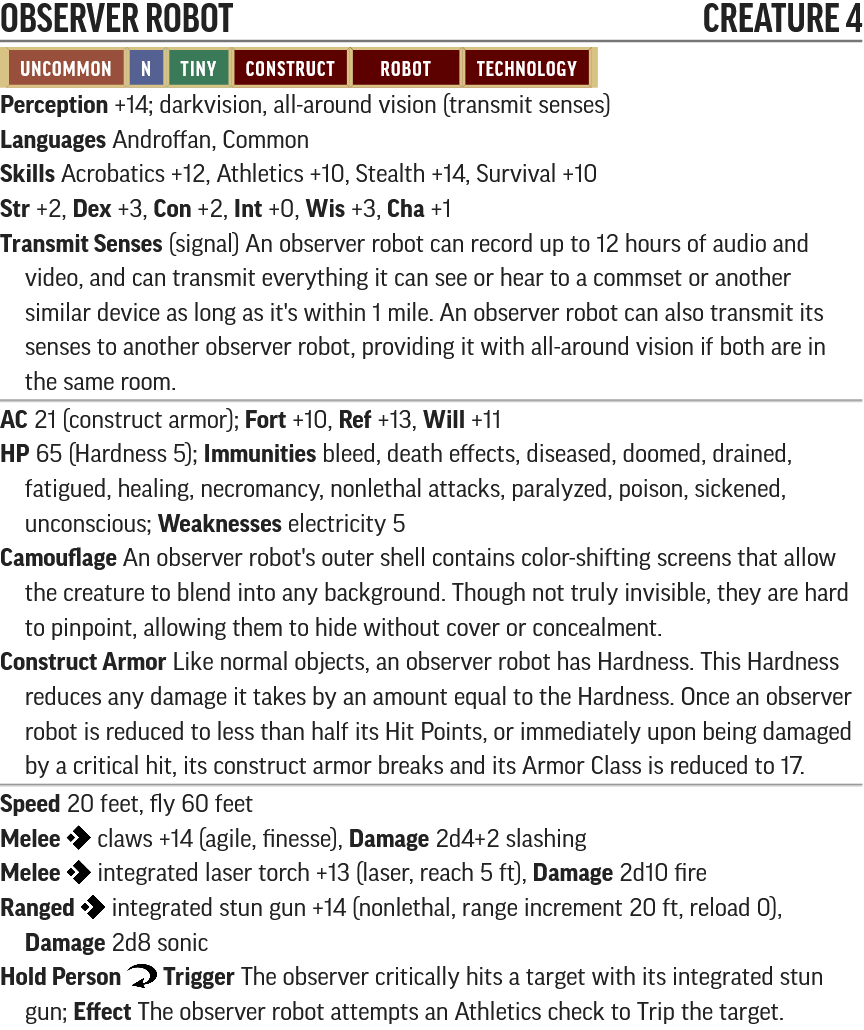 OBSERVER ROBOT CREATURE 4
UNCOMMON N TINY CONSTRUCT ROBOT TECHNOLOGY
Perception +14; darkvision, all-around vision (transmit senses)
Languages Androffan, Common
Skills Acrobatics +12, Athletics +10, Stealth +14, Survival +10
Str +2, Dex +3, Con +2, Int +0, Wis +3, Cha +1
Transmit Senses (signal) An observer robot can record up to 12 hours of audio and
video, and can transmit everything it can see or hear to a commset or another
similar device as long as it's within 1 mile. An observer robot can also transmit its
senses to another observer robot, providing it with all-around vision if both are in
the same room.
AC 21 (construct armor); Fort +10, Ref +13, Will +11
HP 65 (Hardness 5); Immunities bleed, death effects, diseased, doomed, drained,
fatigued, healing, necromancy, nonlethal attacks, paralyzed, poison, sickened,
unconscious; Weaknesses electricity 5
Camouflage An observer robot's outer shell contains color-shifting screens that allow
the creature to blend into any background. Though not truly invisible, they are hard
to pinpoint, allowing them to hide without cover or concealment.
Construct Armor Like normal objects, an observer robot has Hardness. This Hardness
reduces any damage it takes by an amount equal to the Hardness. Once an observer
robot is reduced to less than half its Hit Points, or immediately upon being damaged
by a critical hit, its construct armor breaks and its Armor Class is reduced to 17.
Speed 20 feet, fly 60 feet
Melee claws +14 (agile, finesse), Damage 2d4+2 slashing
Melee integrated laser torch +13 (laser, reach 5 ft), Damage 2d10 fire
Ranged integrated stun gun +14 (nonlethal, range increment 20 ft, reload 0),
Damage 2d8 sonic
Hold Person Trigger The observer critically hits a target with its integrated stun
gun; Effect The observer robot attempts an Athletics check to Trip the target.